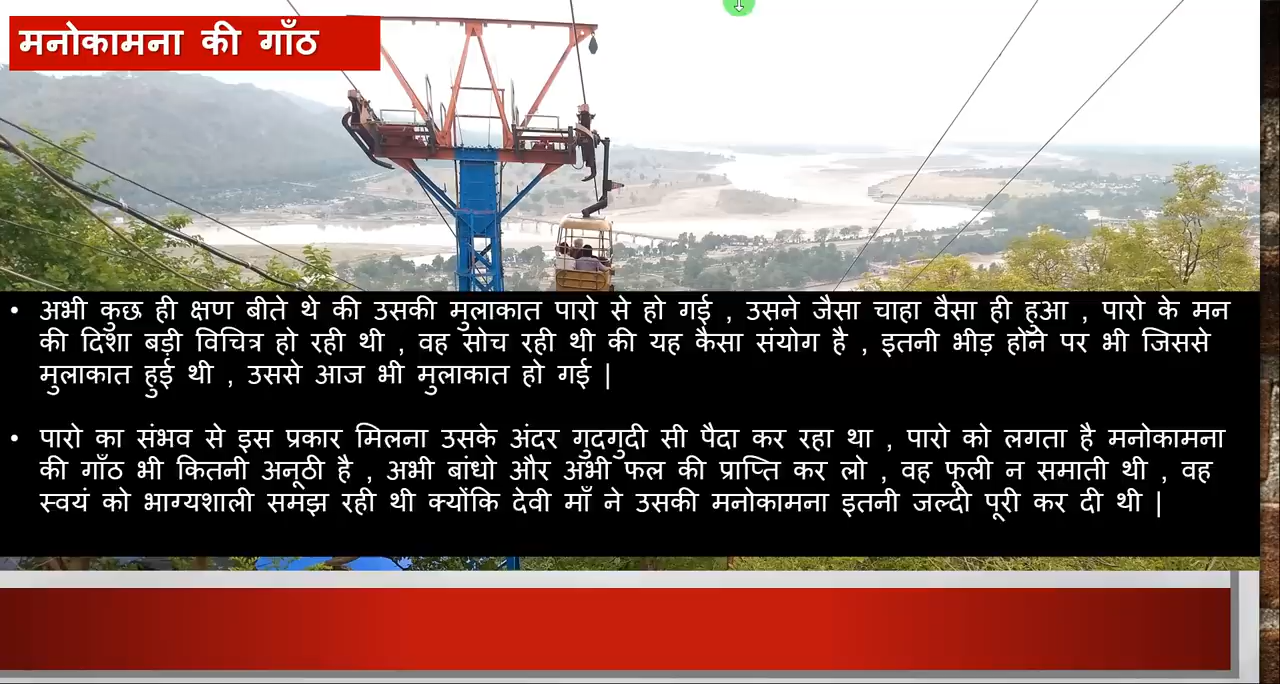 मनोकामना की गाँठ
• अभी कुछ ही क्षण बीते थे की उसकी मुलाकात पारो से हो गई , उसने जैसा चाहा वैसा ही हुआ , पारो के मन
की दिशा बड़ी विचित्र हो रही थी , वह सोच रही थी की यह कैसा संयोग है , इतनी भीड़ होने पर भी जिससे
मुलाकात हुई थी , उससे आज भी मुलाकात हो गई |
• पारो का संभव से इस प्रकार मिलना उसके अंदर गुदगुदी सी पैदा कर रहा था , पारो को लगता है मनोकामना
की गाँठ भी कितनी अनूठी है , अभी बांधो और अभी फल की प्राप्ति कर लो , वह फूली न समाती थी , वह
स्वयं को भाग्यशाली समझ रही थी क्योंकि देवी माँ ने उसकी मनोकामना इतनी जल्दी पूरी कर दी थी |